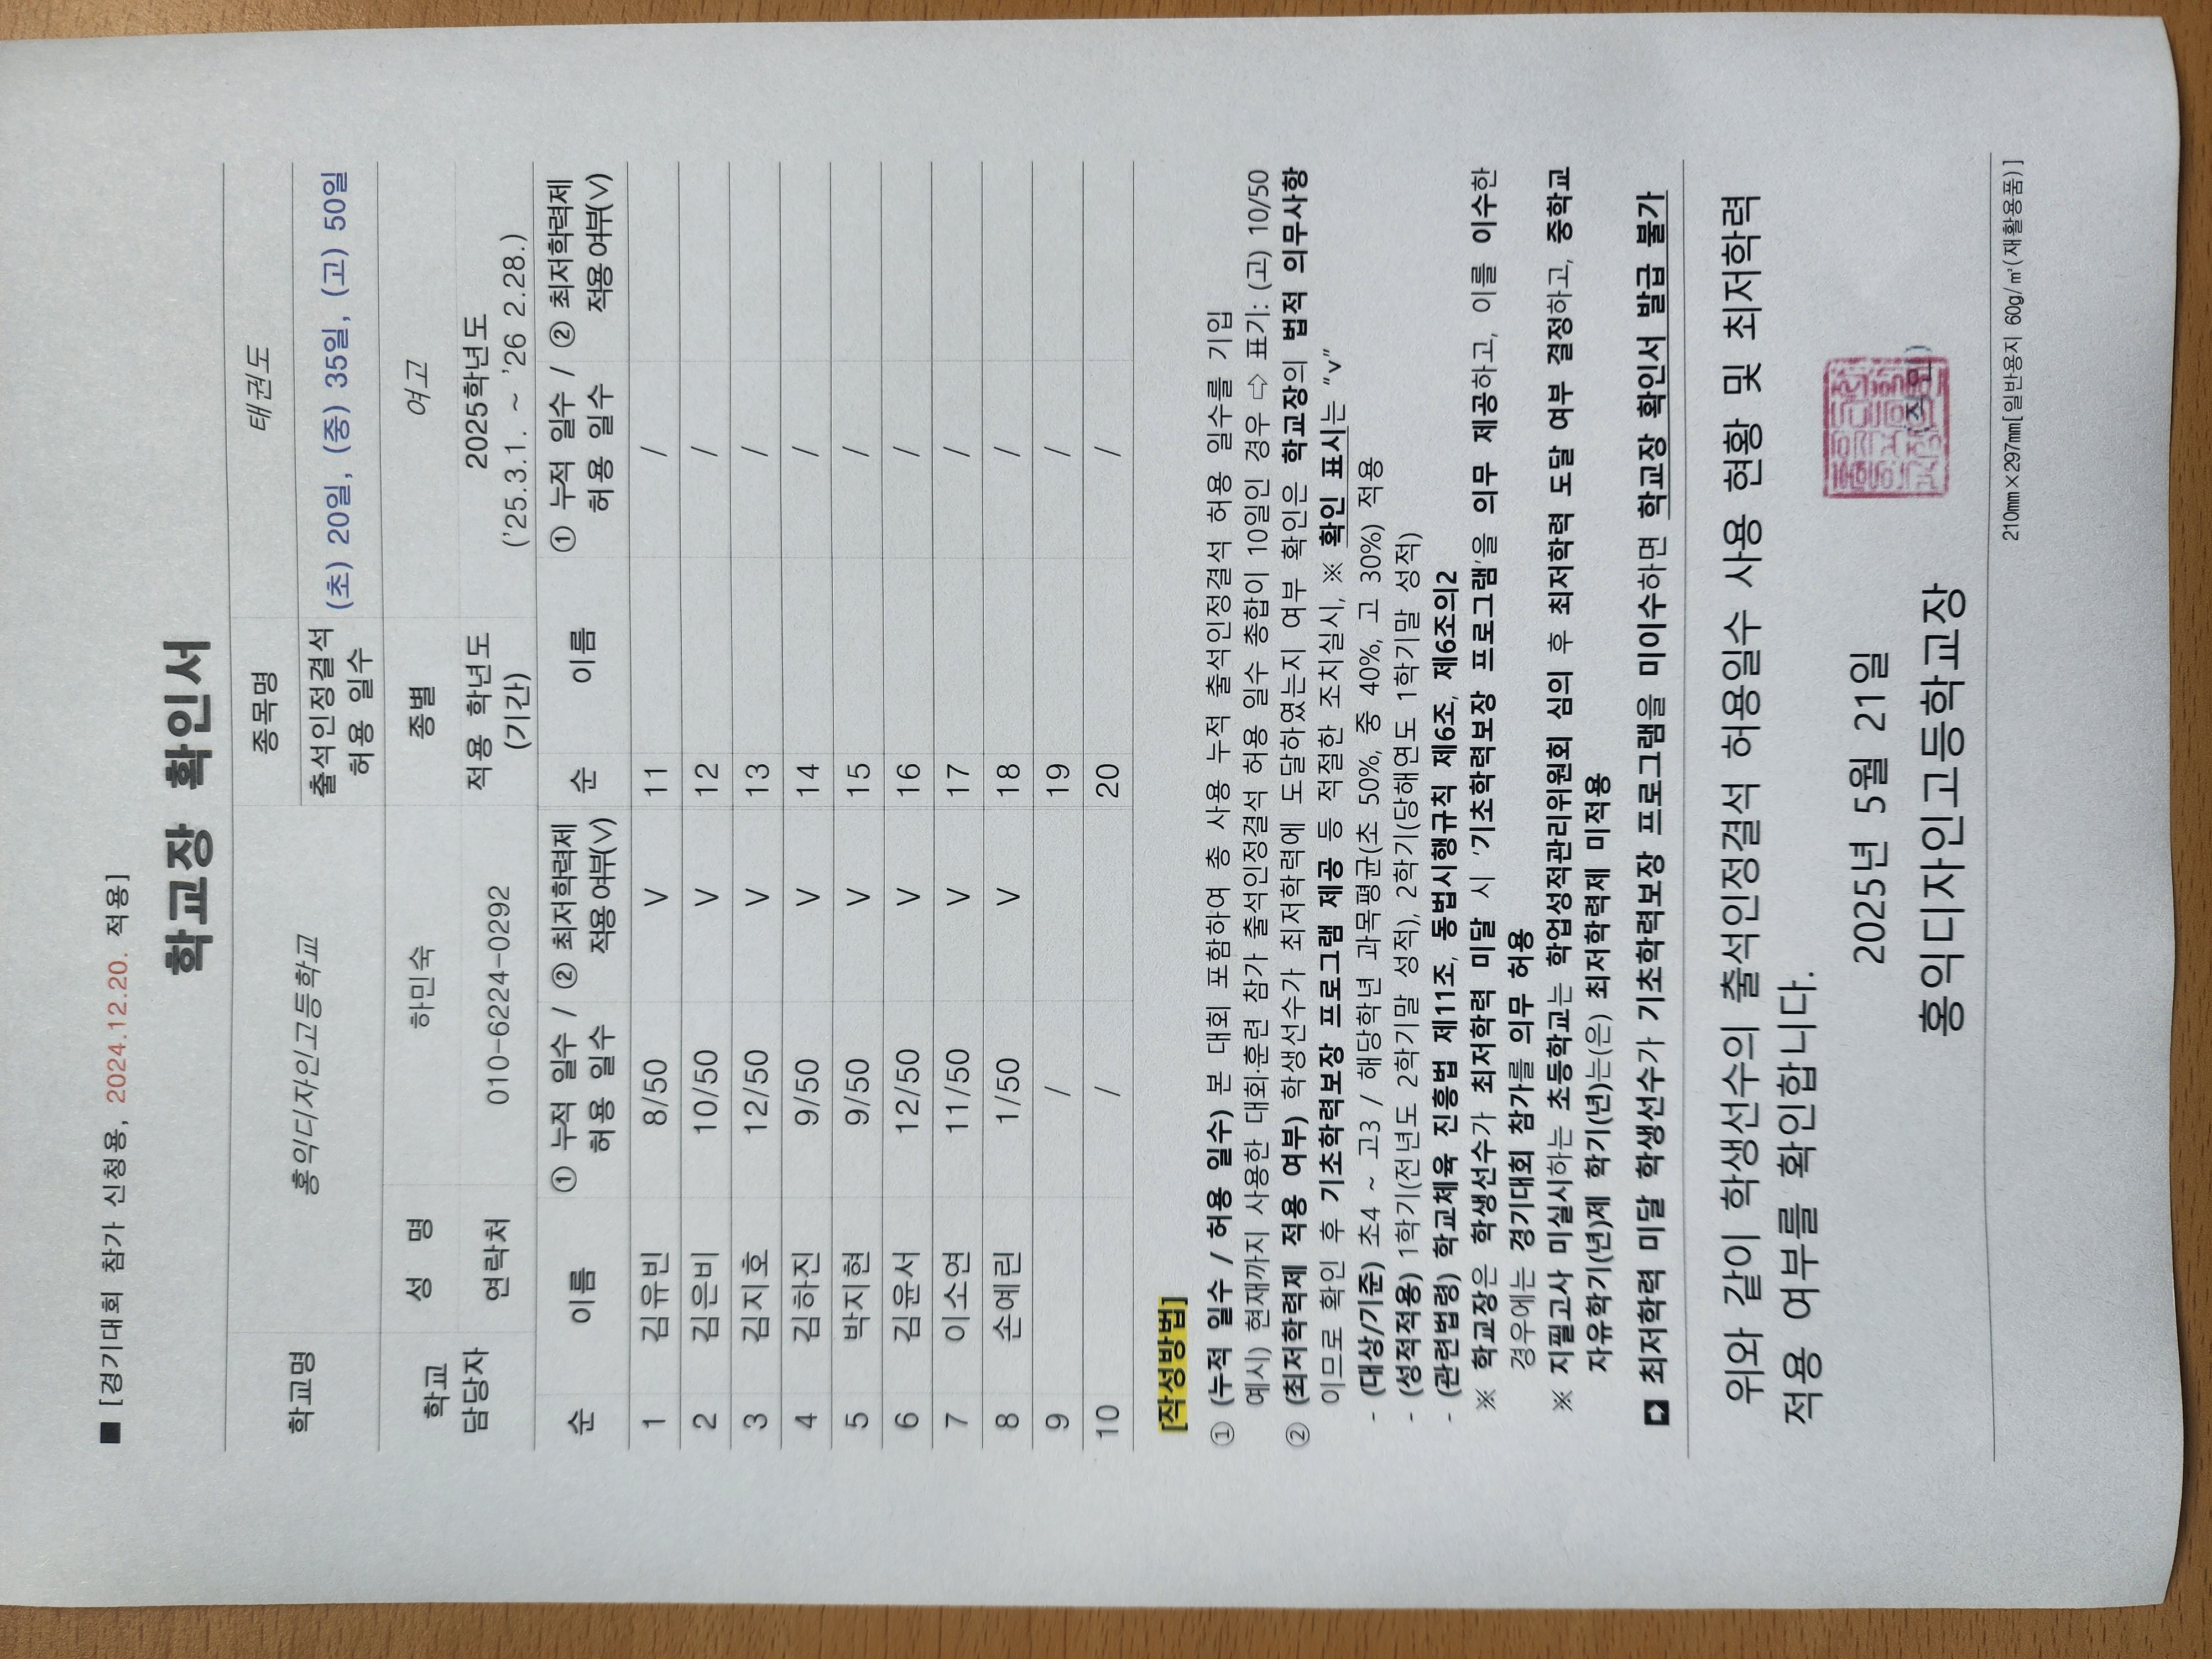 ■ [경기대회 참가 신청용, 2024.12.20. 적용]
학교장 확인서
학교명 홍익디자인고등학교 종목명 태권도
출석인정결석 허용 일수 (초) 20일, (중) 35일, (고) 50일
학교 담당자 성 명 하민숙 종별 여고
연락처 010-6224-0292 적용 학년도 (기간) 2025학년도 ('25.3.1. ~ '26 2.28.)
순 이름 ① 누적 일수 / 허용 일수 ② 최저학력제 적용 여부(V) 순 이름 ① 누적 일수 / 허용 일수 ② 최저학력제 적용 여부(V)
1 김유빈 8/50 V 11 /
2 김은비 10/50 V 12 /
3 김지호 12/50 V 13 /
4 김하진 9/50 V 14 /
5 박지현 9/50 V 15 /
6 김윤서 12/50 V 16 /
7 이소연 11/50 V 17 /
8 손예린 1/50 V 18 /
9 / 19 /
10 / 20 /
[작성방법]
① (누적 일수 / 허용 일수) 본 대회 포함하여 총 사용 누적 출석인정결석 허용 일수를 기입
예시) 현재까지 사용한 대회·훈련 참가 출석인정결석 허용 일수 총합이 10일인 경우 ⇨ 표기: (고) 10/50
② (최저학력제 적용 여부) 학생선수가 최저학력에 도달하였는지 여부 확인은 학교장의 법적 의무사항
이므로 확인 후 기초학력보장 프로그램 제공 등 적절한 조치실시, ※ 확인 표시는 "v"
- (대상/기준) 초4 ~ 고3 / 해당학년 과목평균(초 50%, 중 40%, 고 30%) 적용
- (성적적용) 1학기(전년도 2학기말 성적), 2학기(당해연도 1학기말 성적)
- (관련법령) 학교체육 진흥법 제11조, 동법시행규칙 제6조, 제6조의2
※ 학교장은 학생선수가 최저학력 미달 시 '기초학력보장 프로그램'을 의무 제공하고, 이를 이수한
경우에는 경기대회 참가를 의무 허용
※ 지필고사 미실시하는 초등학교는 학업성적관리위원회 심의 후 최저학력 도달 여부 결정하고, 중학교
자유학기(년)제 학기(년)는(은) 최저학력제 미적용
➡ 최저학력 미달 학생선수가 기초학력보장 프로그램을 미이수하면 학교장 확인서 발급 불가
위와 같이 학생선수의 출석인정결석 허용일수 사용 현황 및 최저학력
적용 여부를 확인합니다.
2025년 5월 21일
홍익디자인고등학교장 (직인)
210㎜×297㎜[일반용지 60g/㎡(재활용품)]